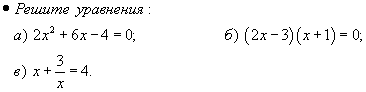 • Решите уравнения :
а) 2x² + 6x − 4 = 0;    б) (2x − 3)(x + 1) = 0;
в) x + 3/x = 4.